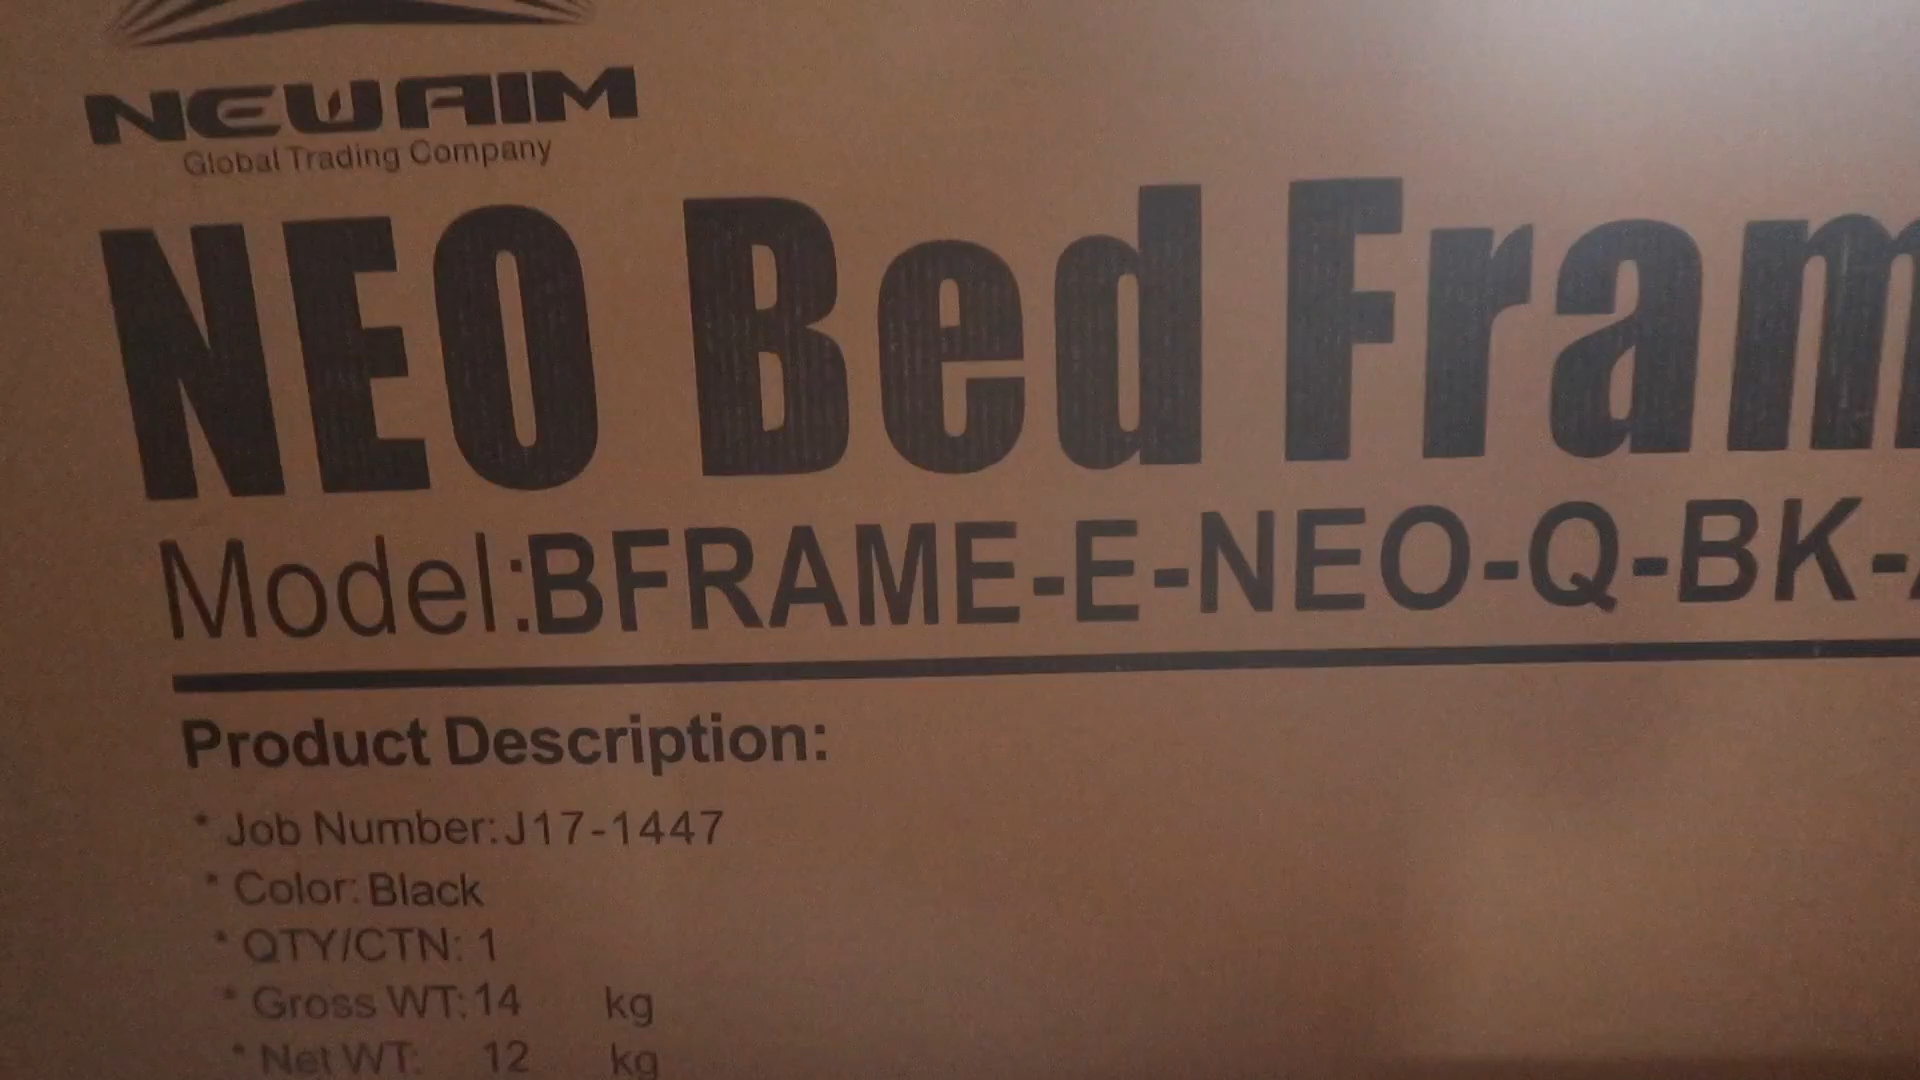 NEWAIM
Global Trading Company
NEO Bed Fram
Model:BFRAME-E-NEO-Q-BK-
Product Description:
* Job Number:J17-1447
* Color: Black
* QTY/CTN: 1
* Gross WT: 14 kg
* Net WT: 12 kg